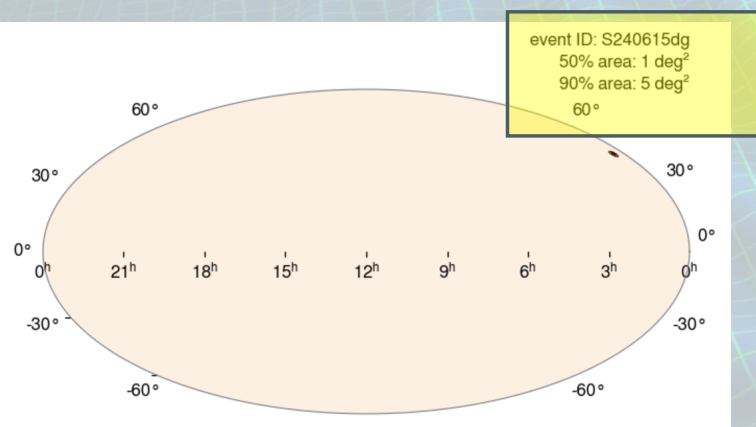 event ID: S240615dg
50% area: 1 deg²
90% area: 5 deg²
60° 60°
30° 30°
0° 0°
0ʰ 21ʰ 18ʰ 15ʰ 12ʰ 9ʰ 6ʰ 3ʰ 0ʰ
-30° -30°
-60° -60°